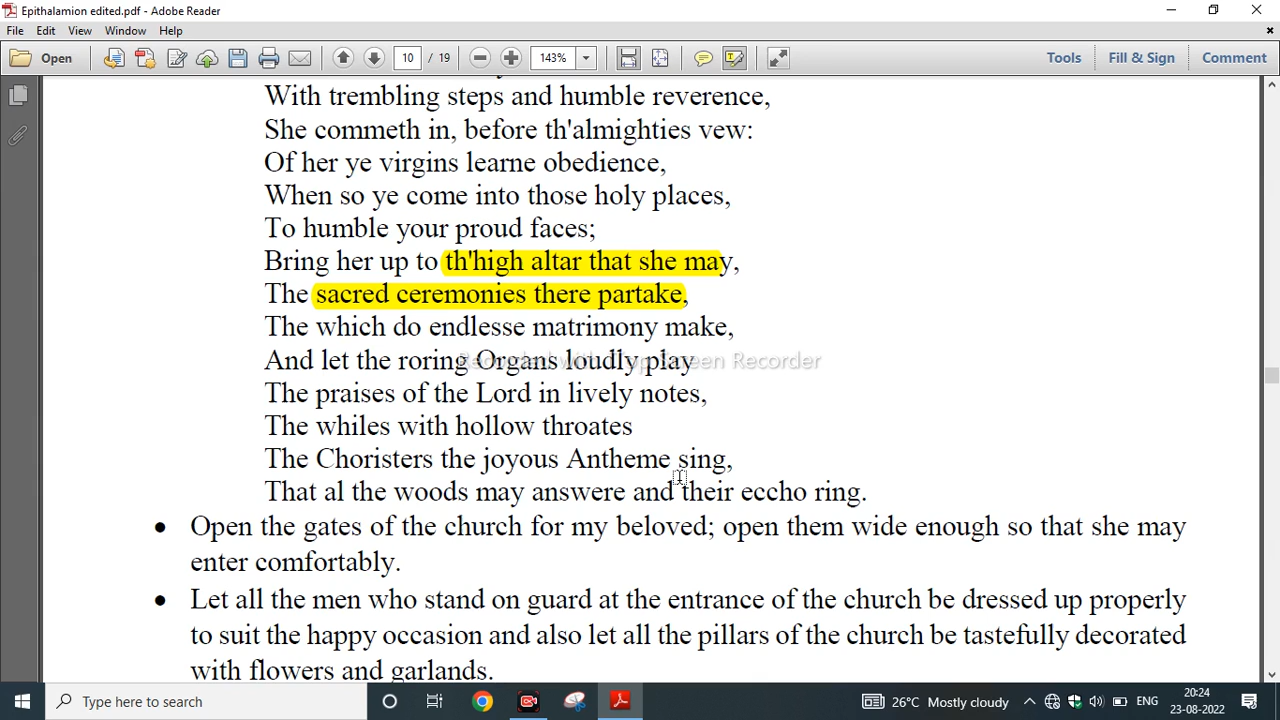 Epithalamion edited.pdf - Adobe Reader
File Edit View Window Help
Open 10 / 19 143% Tools Fill & Sign Comment
With trembling steps and humble reverence,
She commeth in, before th'almighties vew:
Of her ye virgins learne obedience,
When so ye come into those holy places,
To humble your proud faces;
Bring her up to th'high altar that she may,
The sacred ceremonies there partake,
The which do endlesse matrimony make,
And let the roring Organs loudly play
Recorded with iTop Screen Recorder
The praises of the Lord in lively notes,
The whiles with hollow throates
The Choristers the joyous Antheme sing,
That al the woods may answere and their eccho ring.
• Open the gates of the church for my beloved; open them wide enough so that she may
enter comfortably.
• Let all the men who stand on guard at the entrance of the church be dressed up properly
to suit the happy occasion and also let all the pillars of the church be tastefully decorated
with flowers and garlands.
Type here to search 26°C Mostly cloudy ENG 20:24
23-08-2022